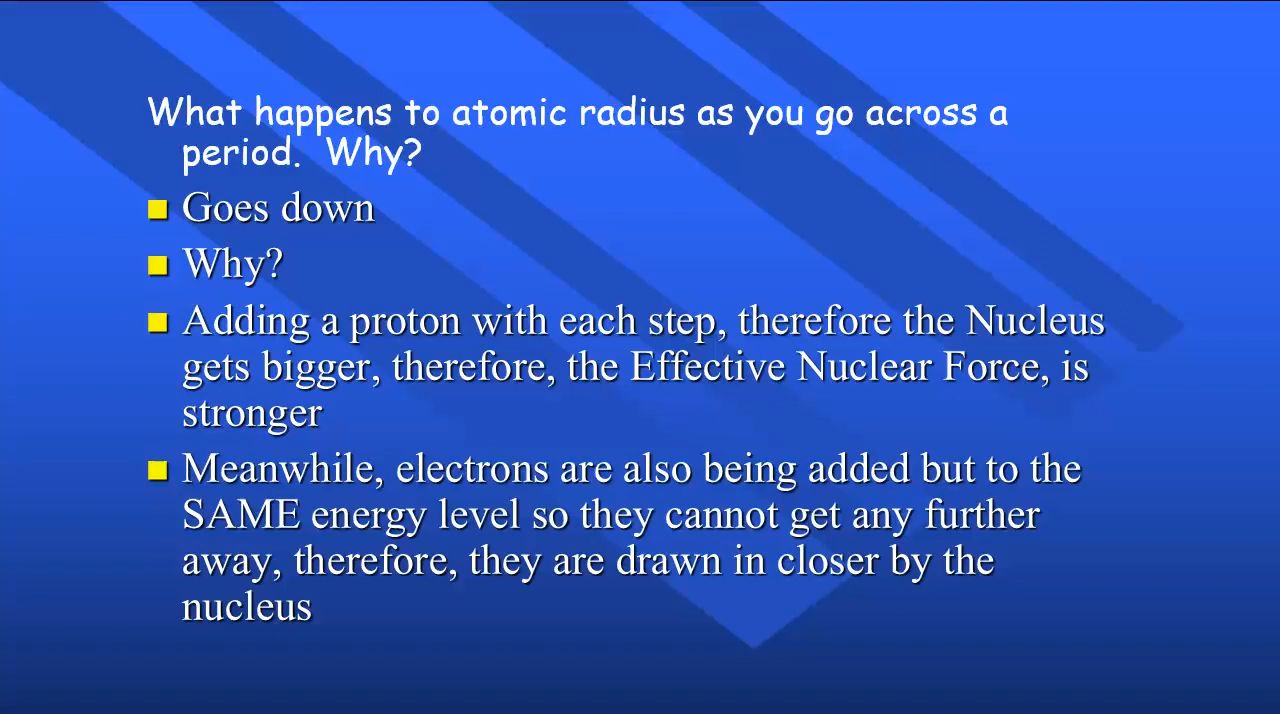 What happens to atomic radius as you go across a
period.  Why?
Goes down
Why?
Adding a proton with each step, therefore the Nucleus
gets bigger, therefore, the Effective Nuclear Force, is
stronger
Meanwhile, electrons are also being added but to the
SAME energy level so they cannot get any further
away, therefore, they are drawn in closer by the
nucleus